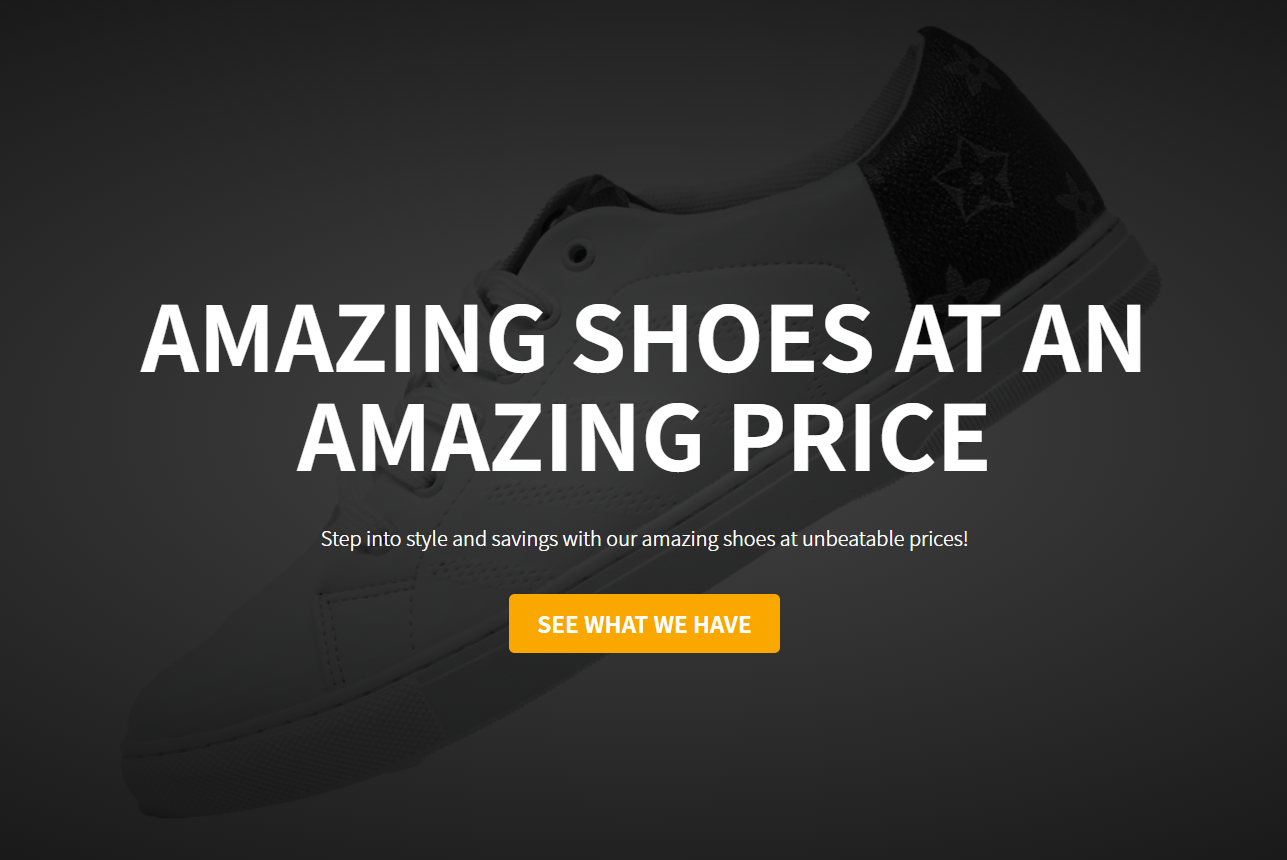 AMAZING SHOES AT AN
AMAZING PRICE
Step into style and savings with our amazing shoes at unbeatable prices!
SEE WHAT WE HAVE